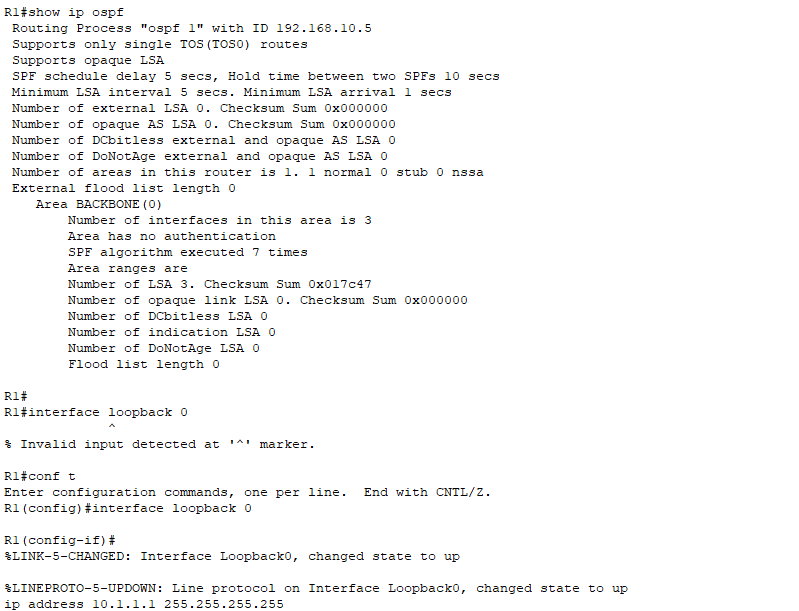 R1#show ip ospf
Routing Process "ospf 1" with ID 192.168.10.5
Supports only single TOS(TOS0) routes
Supports opaque LSA
SPF schedule delay 5 secs, Hold time between two SPFs 10 secs
Minimum LSA interval 5 secs. Minimum LSA arrival 1 secs
Number of external LSA 0. Checksum Sum 0x000000
Number of opaque AS LSA 0. Checksum Sum 0x000000
Number of DCbitless external and opaque AS LSA 0
Number of DoNotAge external and opaque AS LSA 0
Number of areas in this router is 1. 1 normal 0 stub 0 nssa
External flood list length 0
Area BACKBONE(0)
Number of interfaces in this area is 3
Area has no authentication
SPF algorithm executed 7 times
Area ranges are
Number of LSA 3. Checksum Sum 0x017c47
Number of opaque link LSA 0. Checksum Sum 0x000000
Number of DCbitless LSA 0
Number of indication LSA 0
Number of DoNotAge LSA 0
Flood list length 0
R1#
R1#interface loopback 0
^
% Invalid input detected at '^' marker.
R1#conf t
Enter configuration commands, one per line.  End with CNTL/Z.
R1(config)#interface loopback 0
R1(config-if)#
%LINK-5-CHANGED: Interface Loopback0, changed state to up
%LINEPROTO-5-UPDOWN: Line protocol on Interface Loopback0, changed state to up
ip address 10.1.1.1 255.255.255.255